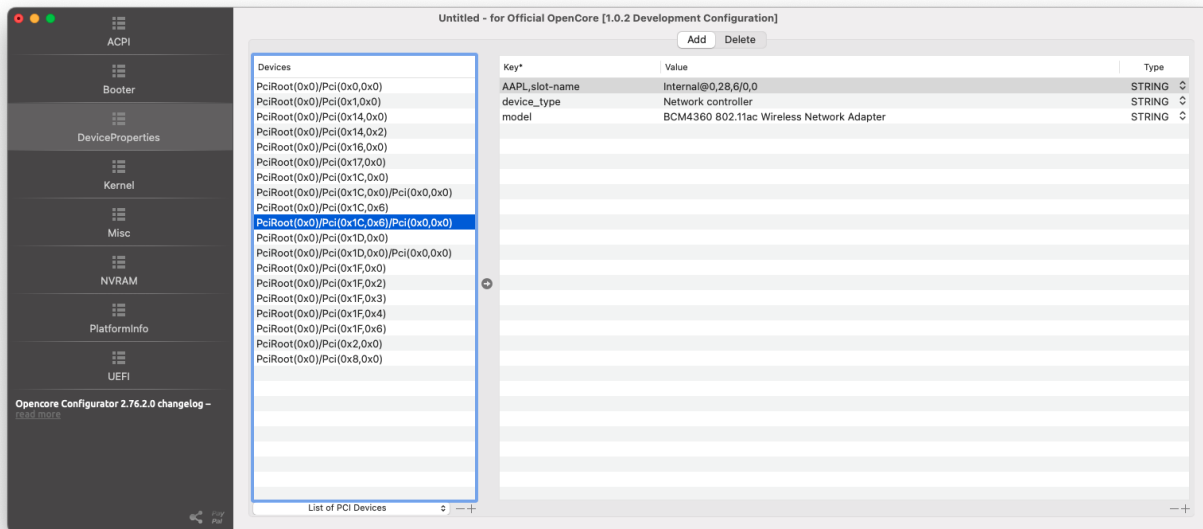 Untitled - for Official OpenCore [1.0.2 Development Configuration]
ACPI
Booter
DeviceProperties
Kernel
Misc
NVRAM
PlatformInfo
UEFI
Opencore Configurator 2.76.2.0 changelog –
read more
Pay
Pal
Add Delete
Devices
PciRoot(0x0)/Pci(0x0,0x0)
PciRoot(0x0)/Pci(0x1,0x0)
PciRoot(0x0)/Pci(0x14,0x0)
PciRoot(0x0)/Pci(0x14,0x2)
PciRoot(0x0)/Pci(0x16,0x0)
PciRoot(0x0)/Pci(0x17,0x0)
PciRoot(0x0)/Pci(0x1C,0x0)
PciRoot(0x0)/Pci(0x1C,0x0)/Pci(0x0,0x0)
PciRoot(0x0)/Pci(0x1C,0x6)
PciRoot(0x0)/Pci(0x1C,0x6)/Pci(0x0,0x0)
PciRoot(0x0)/Pci(0x1D,0x0)
PciRoot(0x0)/Pci(0x1D,0x0)/Pci(0x0,0x0)
PciRoot(0x0)/Pci(0x1F,0x0)
PciRoot(0x0)/Pci(0x1F,0x2)
PciRoot(0x0)/Pci(0x1F,0x3)
PciRoot(0x0)/Pci(0x1F,0x4)
PciRoot(0x0)/Pci(0x1F,0x6)
PciRoot(0x0)/Pci(0x2,0x0)
PciRoot(0x0)/Pci(0x8,0x0)
List of PCI Devices
Key* Value Type
AAPL,slot-name Internal@0,28,6/0,0 STRING
device_type Network controller STRING
model BCM4360 802.11ac Wireless Network Adapter STRING